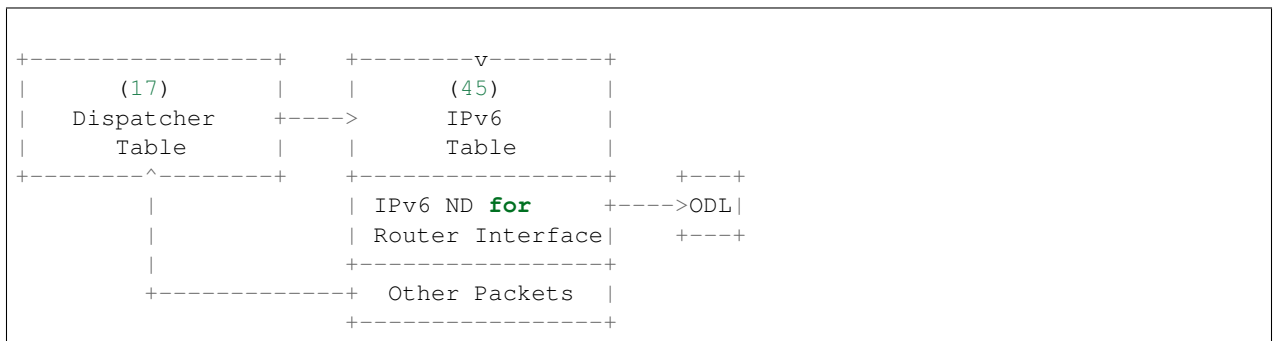 +-----------------+    +--------v--------+
|      (17)       |    |      (45)       |
|   Dispatcher    +---->      IPv6       |
|      Table      |    |      Table      |
+--------^--------+    +-----------------+    +---+
         |             | IPv6 ND for     +---->ODL|
         |             | Router Interface|    +---+
         |             +-----------------+
         +-------------+  Other Packets  |
                       +-----------------+